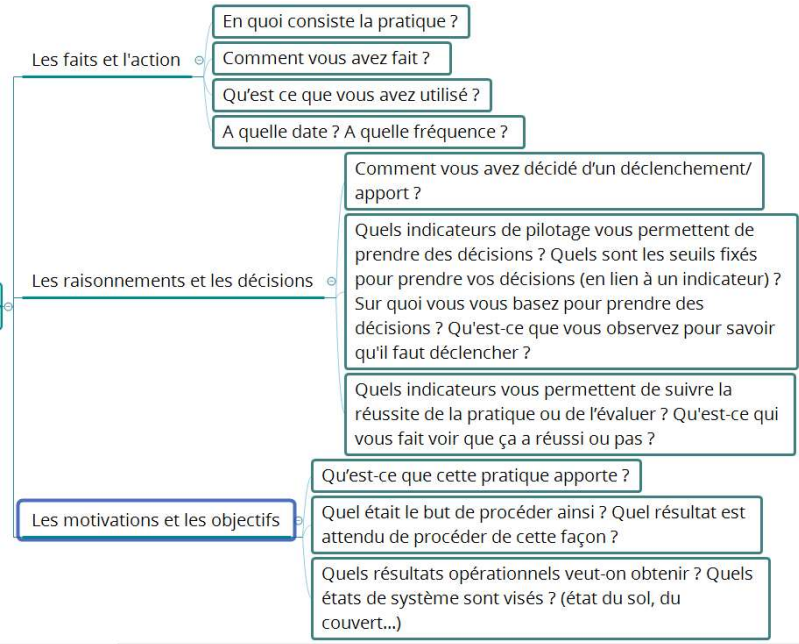 Les faits et l'action
En quoi consiste la pratique ?
Comment vous avez fait ?
Qu’est ce que vous avez utilisé ?
A quelle date ? A quelle fréquence ?
Les raisonnements et les décisions
Comment vous avez décidé d’un déclenchement/
apport ?
Quels indicateurs de pilotage vous permettent de
prendre des décisions ? Quels sont les seuils fixés
pour prendre vos décisions (en lien à un indicateur) ?
Sur quoi vous vous basez pour prendre des
décisions ? Qu'est-ce que vous observez pour savoir
qu'il faut déclencher ?
Quels indicateurs vous permettent de suivre la
réussite de la pratique ou de l’évaluer ? Qu'est-ce qui
vous fait voir que ça a réussi ou pas ?
Les motivations et les objectifs
Qu’est-ce que cette pratique apporte ?
Quel était le but de procéder ainsi ? Quel résultat est
attendu de procéder de cette façon ?
Quels résultats opérationnels veut-on obtenir ? Quels
états de système sont visés ? (état du sol, du
couvert...)